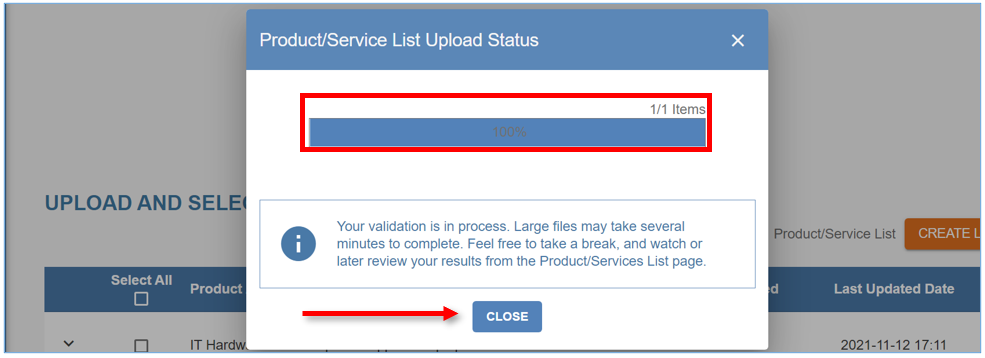 Product/Service List Upload Status
1/1 Items
100%
UPLOAD AND SELE
Your validation is in process. Large files may take several
minutes to complete. Feel free to take a break, and watch or
later review your results from the Product/Services List page.
Product/Service List
CREATE L
Select All
Product
ed
Last Updated Date
CLOSE
IT Hardw
2021-11-12 17:11